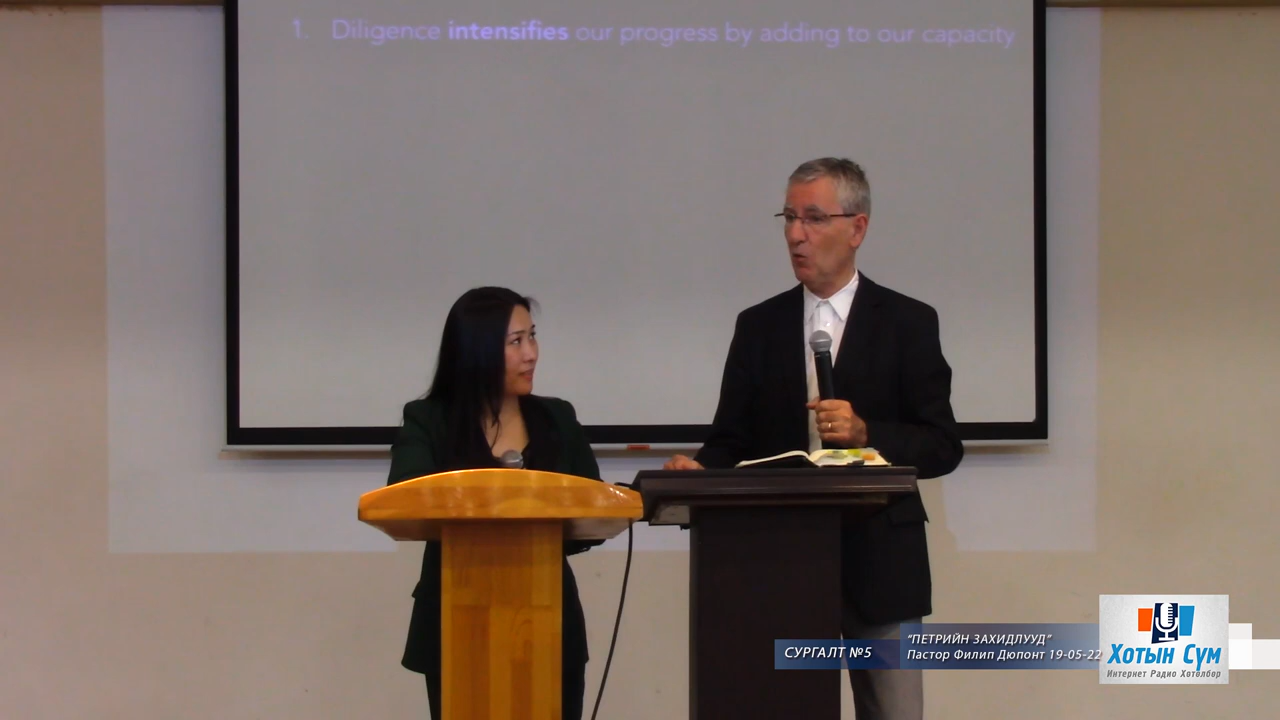 1. Diligence intensifies our progress by adding to our capacity
СУРГАЛТ №5
"ПЕТРИЙН ЗАХИДЛУУД"
Пастор Филип Дюпонт 19-05-22
Хотын Сүм
Интернет Радио Хөтөлбөр